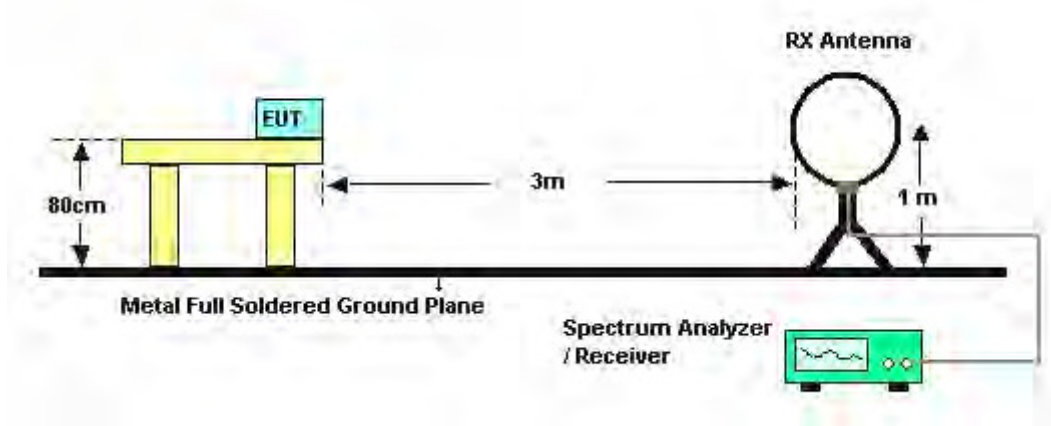 RX Antenna
EUT
3m
80cm
1 m
Metal Full Soldered Ground Plane
Spectrum Analyzer
/ Receiver